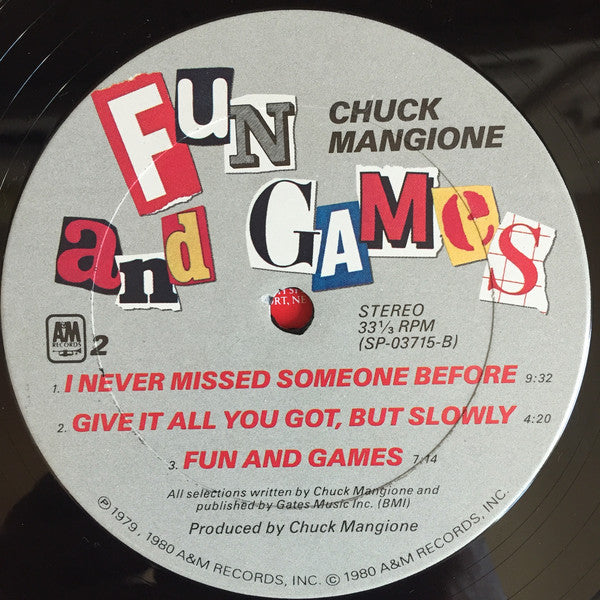 FUN
and GAMeS
CHUCK
MANGIONE
STEREO
33⅓ RPM
(SP-03715-B)
A&M
RECORDS
2
1. I NEVER MISSED SOMEONE BEFORE 9:32
2. GIVE IT ALL YOU GOT, BUT SLOWLY 4:20
3. FUN AND GAMES 7:14
All selections written by Chuck Mangione and
published by Gates Music Inc. (BMI)
Produced by Chuck Mangione
℗ 1979, 1980 A&M RECORDS, INC. © 1980 A&M RECORDS, INC.